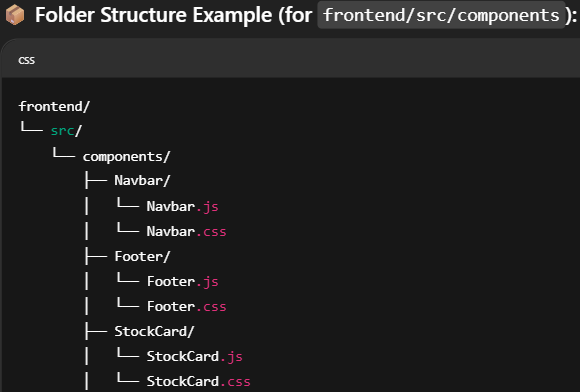 📦 Folder Structure Example (for frontend/src/components):
css
frontend/
└── src/
    └── components/
        ├── Navbar/
        │   └── Navbar.js
        │   └── Navbar.css
        ├── Footer/
        │   └── Footer.js
        │   └── Footer.css
        ├── StockCard/
        │   └── StockCard.js
        │   └── StockCard.css